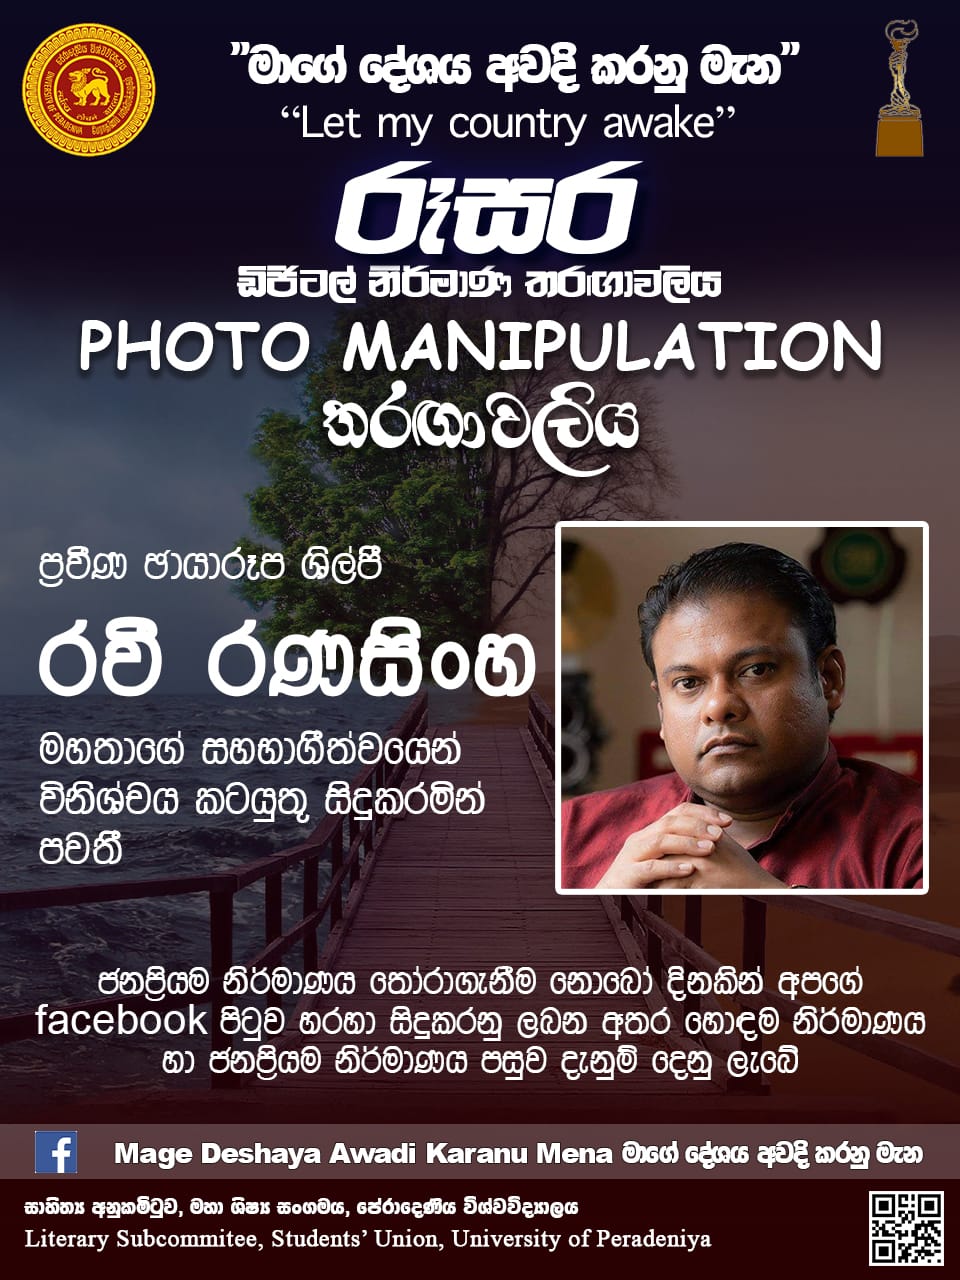 ”මාගේ දේශය අවදි කරනු මැන”
“Let my country awake”
රූසර
ඩිජිටල් නිර්මාණ තරඟාවලිය
PHOTO MANIPULATION
තරඟාවලිය
ප්‍රවීණ ඡායාරූප ශිල්පී
රවී රණසිංහ
මහතාගේ සහභාගීත්වයෙන්
විනිශ්චය කටයුතු සිදුකරමින්
පවතී
ජනප්‍රියම නිර්මාණය තෝරාගැනීම නොබෝ දිනකින් අපගේ
facebook පිටුව හරහා සිදුකරනු ලබන අතර හොඳම නිර්මාණය
හා ජනප්‍රියම නිර්මාණය පසුව දැනුම් දෙනු ලැබේ
Mage Deshaya Awadi Karanu Mena මාගේ දේශය අවදි කරනු මැන
සාහිත්‍ය අනුකමිටුව, මහා ශිෂ්‍ය සංගමය, පේරාදෙණිය විශ්වවිද්‍යාලය
Literary Subcommitee, Students’ Union, University of Peradeniya